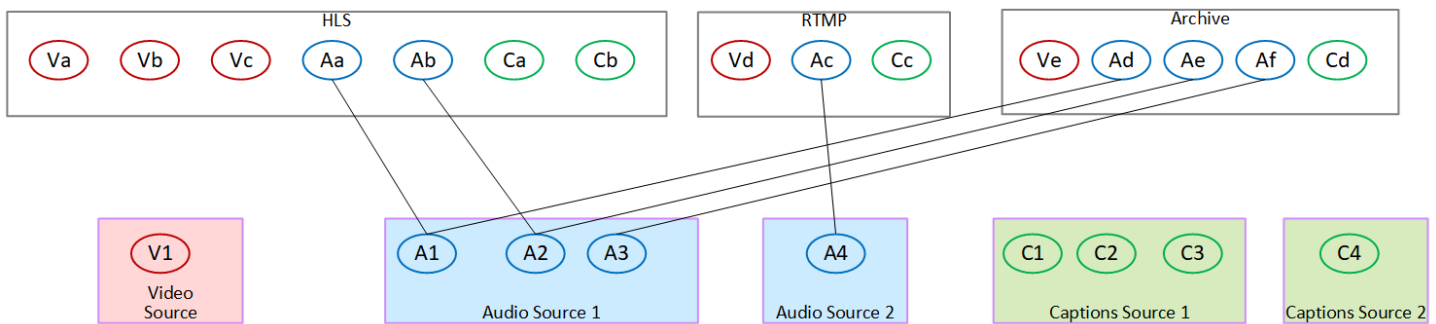 HLS
Va Vb Vc Aa Ab Ca Cb
RTMP
Vd Ac Cc
Archive
Ve Ad Ae Af Cd
V1
Video
Source
A1 A2 A3
Audio Source 1
A4
Audio Source 2
C1 C2 C3
Captions Source 1
C4
Captions Source 2